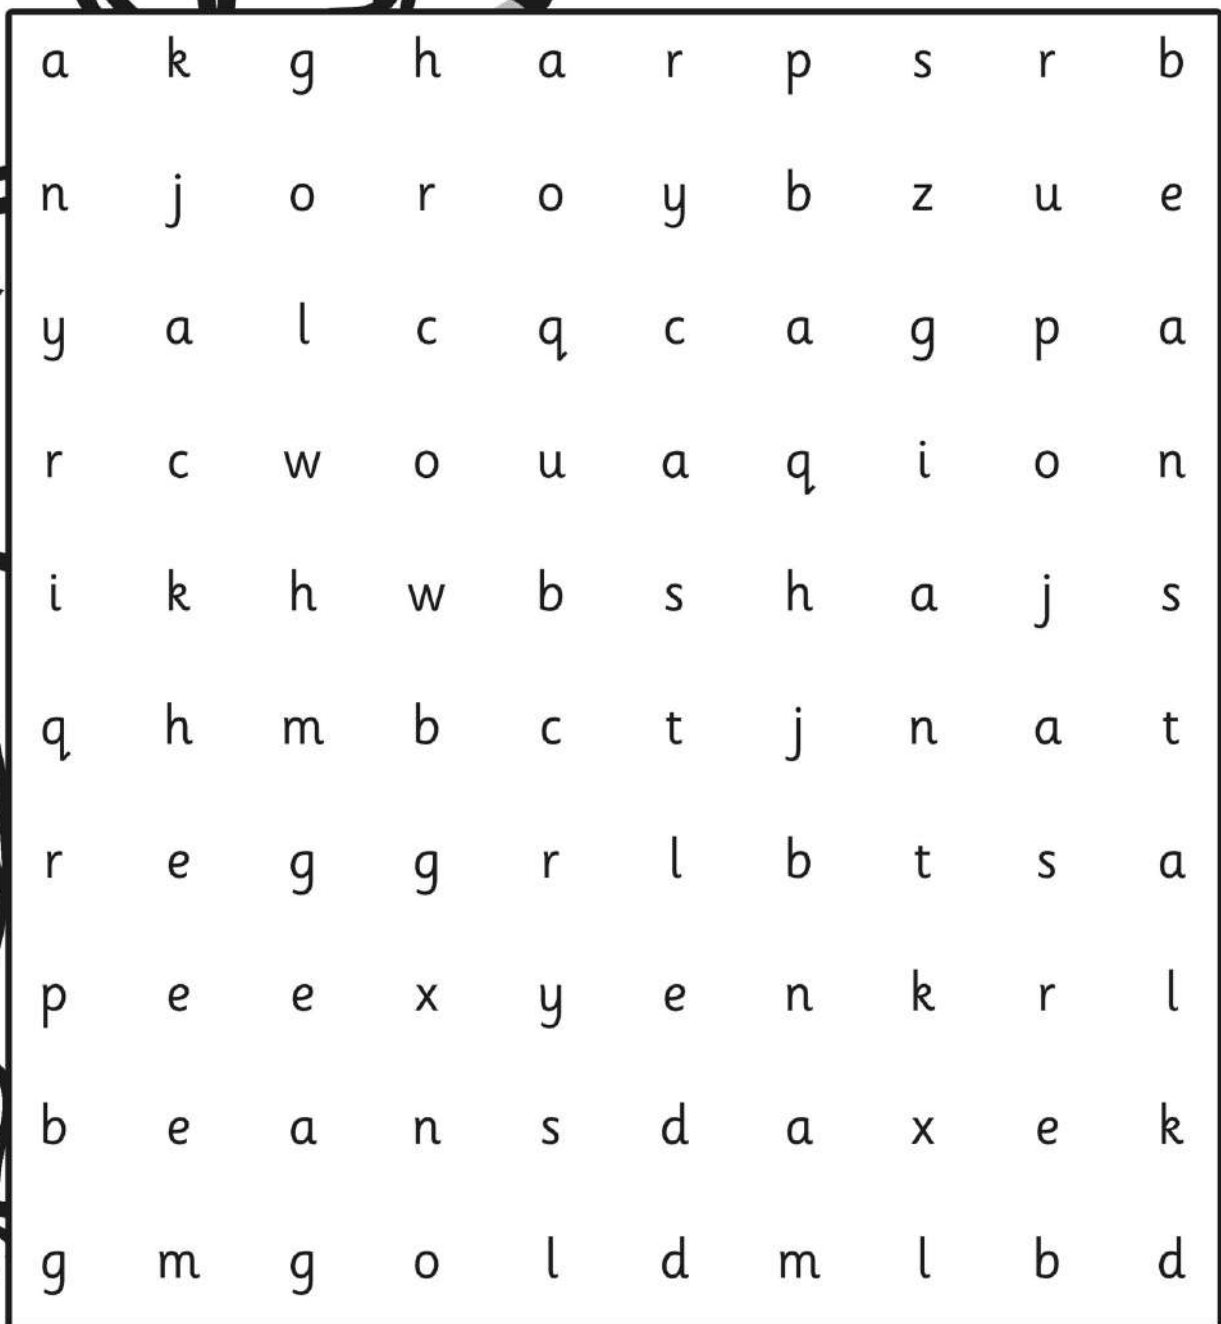 a k g h a r p s r b
n j o r o y b z u e
y a l c q c a g p a
r c w o u a q i o n
i k h w b s h a j s
q h m b c t j n a t
r e g g r l b t s a
p e e x y e n k r l
b e a n s d a x e k
g m g o l d m l b d